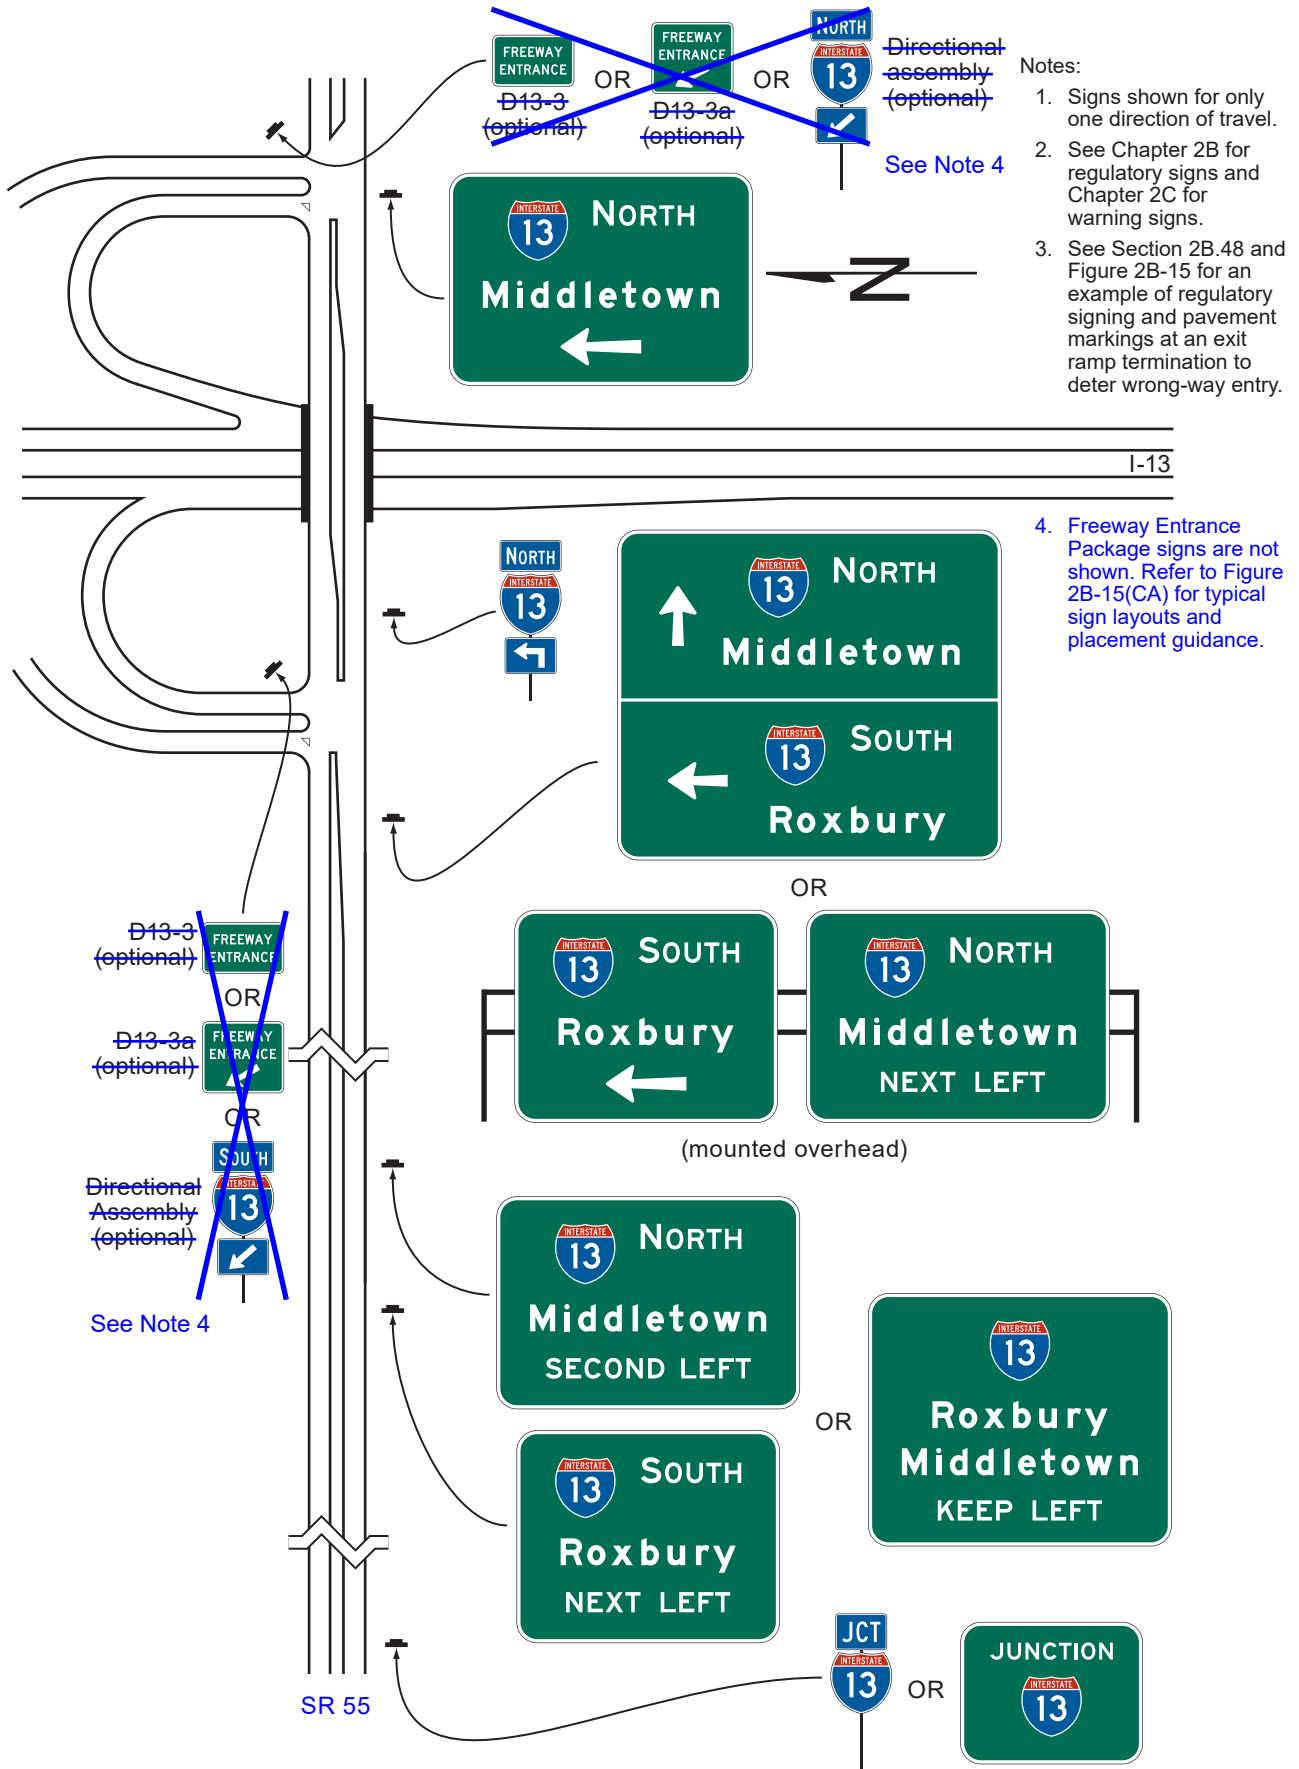 FREEWAY
ENTRANCE
D13-3
(optional)
OR
FREEWAY
ENTRANCE
D13-3a
(optional)
OR
NORTH
INTERSTATE
13
Directional
assembly
(optional)
See Note 4
Notes:
1. Signs shown for only
one direction of travel.
2. See Chapter 2B for
regulatory signs and
Chapter 2C for
warning signs.
3. See Section 2B.48 and
Figure 2B-15 for an
example of regulatory
signing and pavement
markings at an exit
ramp termination to
deter wrong-way entry.
INTERSTATE
13 NORTH
Middletown
N
I-13
4. Freeway Entrance
Package signs are not
shown. Refer to Figure
2B-15(CA) for typical
sign layouts and
placement guidance.
NORTH
INTERSTATE
13
INTERSTATE
13 NORTH
Middletown
INTERSTATE
13 SOUTH
Roxbury
OR
INTERSTATE
13 SOUTH
Roxbury
INTERSTATE
13 NORTH
Middletown
NEXT LEFT
(mounted overhead)
D13-3
(optional)
FREEWAY
ENTRANCE
OR
D13-3a
(optional)
FREEWAY
ENTRANCE
OR
SOUTH
INTERSTATE
13
Directional
Assembly
(optional)
See Note 4
INTERSTATE
13 NORTH
Middletown
SECOND LEFT
INTERSTATE
13 SOUTH
Roxbury
NEXT LEFT
OR
INTERSTATE
13
Roxbury
Middletown
KEEP LEFT
SR 55
JCT
INTERSTATE
13
OR
JUNCTION
INTERSTATE
13